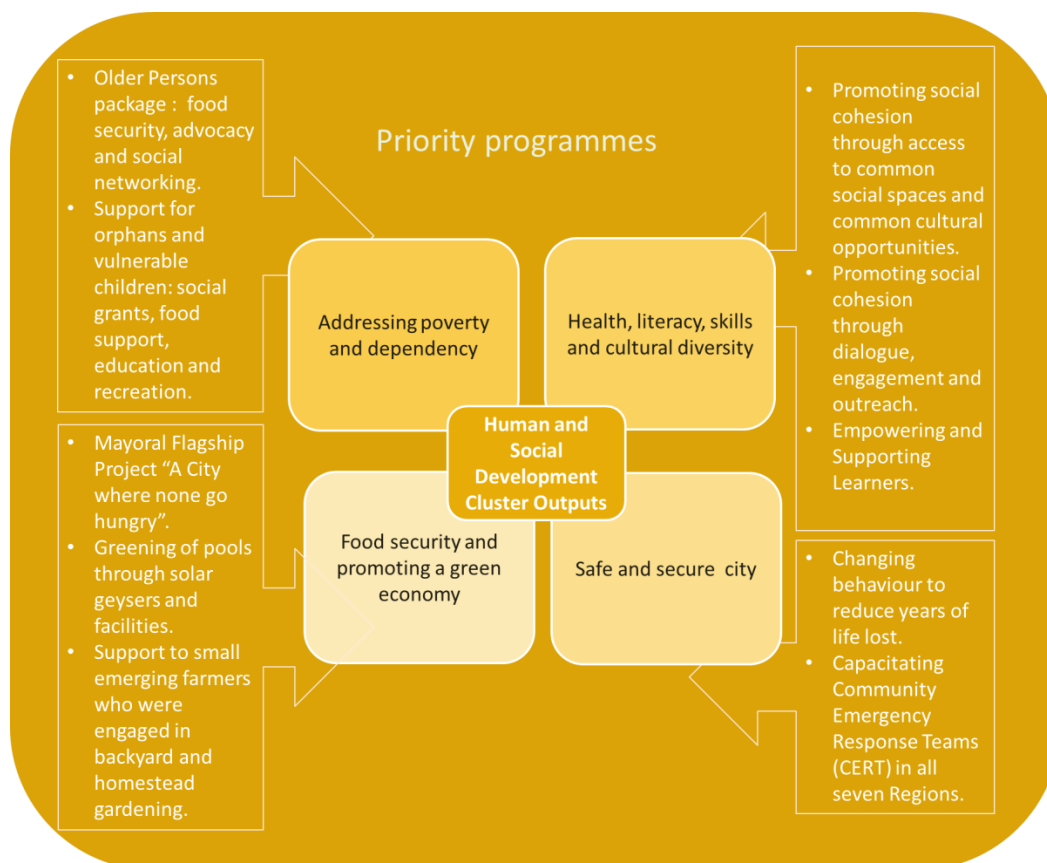 Priority programmes
• Older Persons
package : food
security, advocacy
and social
networking.
• Support for
orphans and
vulnerable
children: social
grants, food
support,
education and
recreation.
• Promoting social
cohesion
through access
to common
social spaces and
common cultural
opportunities.
• Promoting social
cohesion
through
dialogue,
engagement and
outreach.
• Empowering and
Supporting
Learners.
Addressing poverty
and dependency
Health, literacy, skills
and cultural diversity
Human and
Social
Development
Cluster Outputs
Food security and
promoting a green
economy
Safe and secure city
• Mayoral Flagship
Project “A City
where none go
hungry”.
• Greening of pools
through solar
geysers and
facilities.
• Support to small
emerging farmers
who were
engaged in
backyard and
homestead
gardening.
• Changing
behaviour to
reduce years of
life lost.
• Capacitating
Community
Emergency
Response Teams
(CERT) in all
seven Regions.